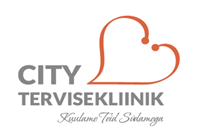 CITY
TERVISEKLIINIK
Kuulame Teid Südamega